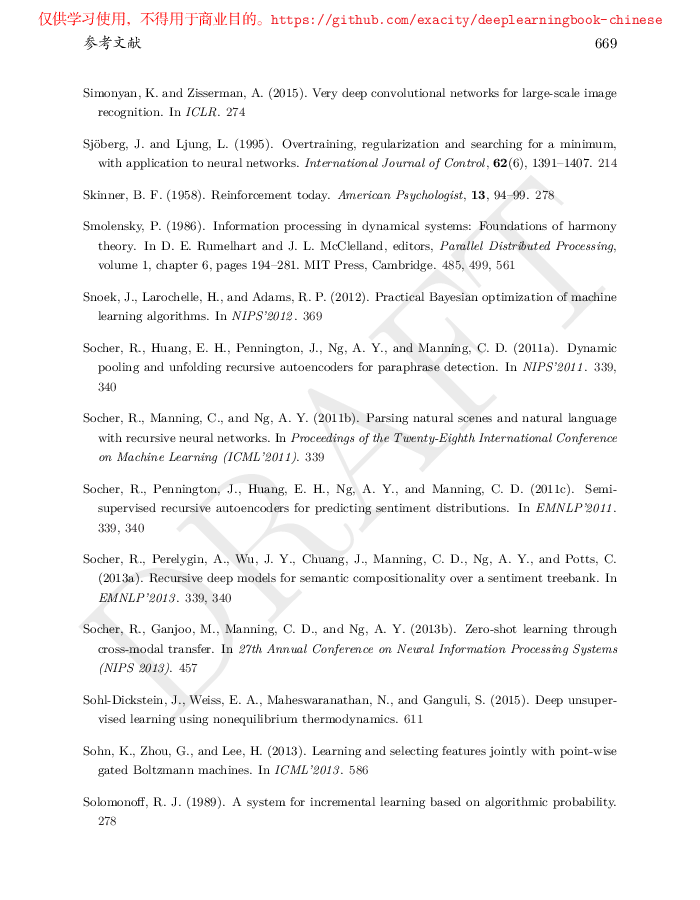 仅供学习使用，不得用于商业目的。https://github.com/exacity/deeplearningbook-chinese
参考文献 669
Simonyan, K. and Zisserman, A. (2015). Very deep convolutional networks for large-scale image
recognition. In ICLR. 274
Sjöberg, J. and Ljung, L. (1995). Overtraining, regularization and searching for a minimum,
with application to neural networks. International Journal of Control, 62(6), 1391–1407. 214
Skinner, B. F. (1958). Reinforcement today. American Psychologist, 13, 94–99. 278
Smolensky, P. (1986). Information processing in dynamical systems: Foundations of harmony
theory. In D. E. Rumelhart and J. L. McClelland, editors, Parallel Distributed Processing,
volume 1, chapter 6, pages 194–281. MIT Press, Cambridge. 485, 499, 561
Snoek, J., Larochelle, H., and Adams, R. P. (2012). Practical Bayesian optimization of machine
learning algorithms. In NIPS'2012. 369
Socher, R., Huang, E. H., Pennington, J., Ng, A. Y., and Manning, C. D. (2011a). Dynamic
pooling and unfolding recursive autoencoders for paraphrase detection. In NIPS'2011. 339,
340
Socher, R., Manning, C., and Ng, A. Y. (2011b). Parsing natural scenes and natural language
with recursive neural networks. In Proceedings of the Twenty-Eighth International Conference
on Machine Learning (ICML'2011). 339
Socher, R., Pennington, J., Huang, E. H., Ng, A. Y., and Manning, C. D. (2011c). Semi-
supervised recursive autoencoders for predicting sentiment distributions. In EMNLP'2011.
339, 340
Socher, R., Perelygin, A., Wu, J. Y., Chuang, J., Manning, C. D., Ng, A. Y., and Potts, C.
(2013a). Recursive deep models for semantic compositionality over a sentiment treebank. In
EMNLP'2013. 339, 340
Socher, R., Ganjoo, M., Manning, C. D., and Ng, A. Y. (2013b). Zero-shot learning through
cross-modal transfer. In 27th Annual Conference on Neural Information Processing Systems
(NIPS 2013). 457
Sohl-Dickstein, J., Weiss, E. A., Maheswaranathan, N., and Ganguli, S. (2015). Deep unsuper-
vised learning using nonequilibrium thermodynamics. 611
Sohn, K., Zhou, G., and Lee, H. (2013). Learning and selecting features jointly with point-wise
gated Boltzmann machines. In ICML'2013. 586
Solomonoff, R. J. (1989). A system for incremental learning based on algorithmic probability.
278
DRAFT